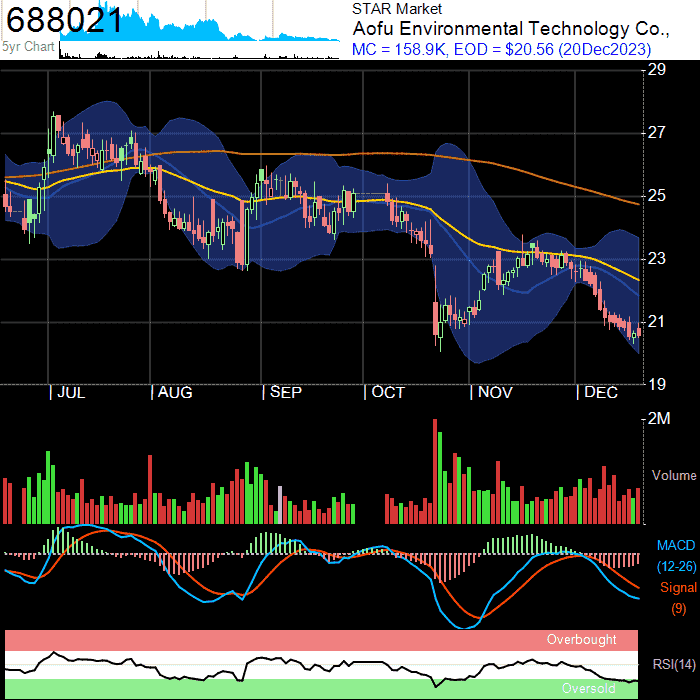 688021
5yr Chart
STAR Market
Aofu Environmental Technology Co.,
MC = 158.9K, EOD = $20.56 (20Dec2023)
29
27
25
23
21
19
JUL
AUG
SEP
OCT
NOV
DEC
2M
Volume
MACD
(12-26)
Signal
(9)
Overbought
RSI(14)
Oversold